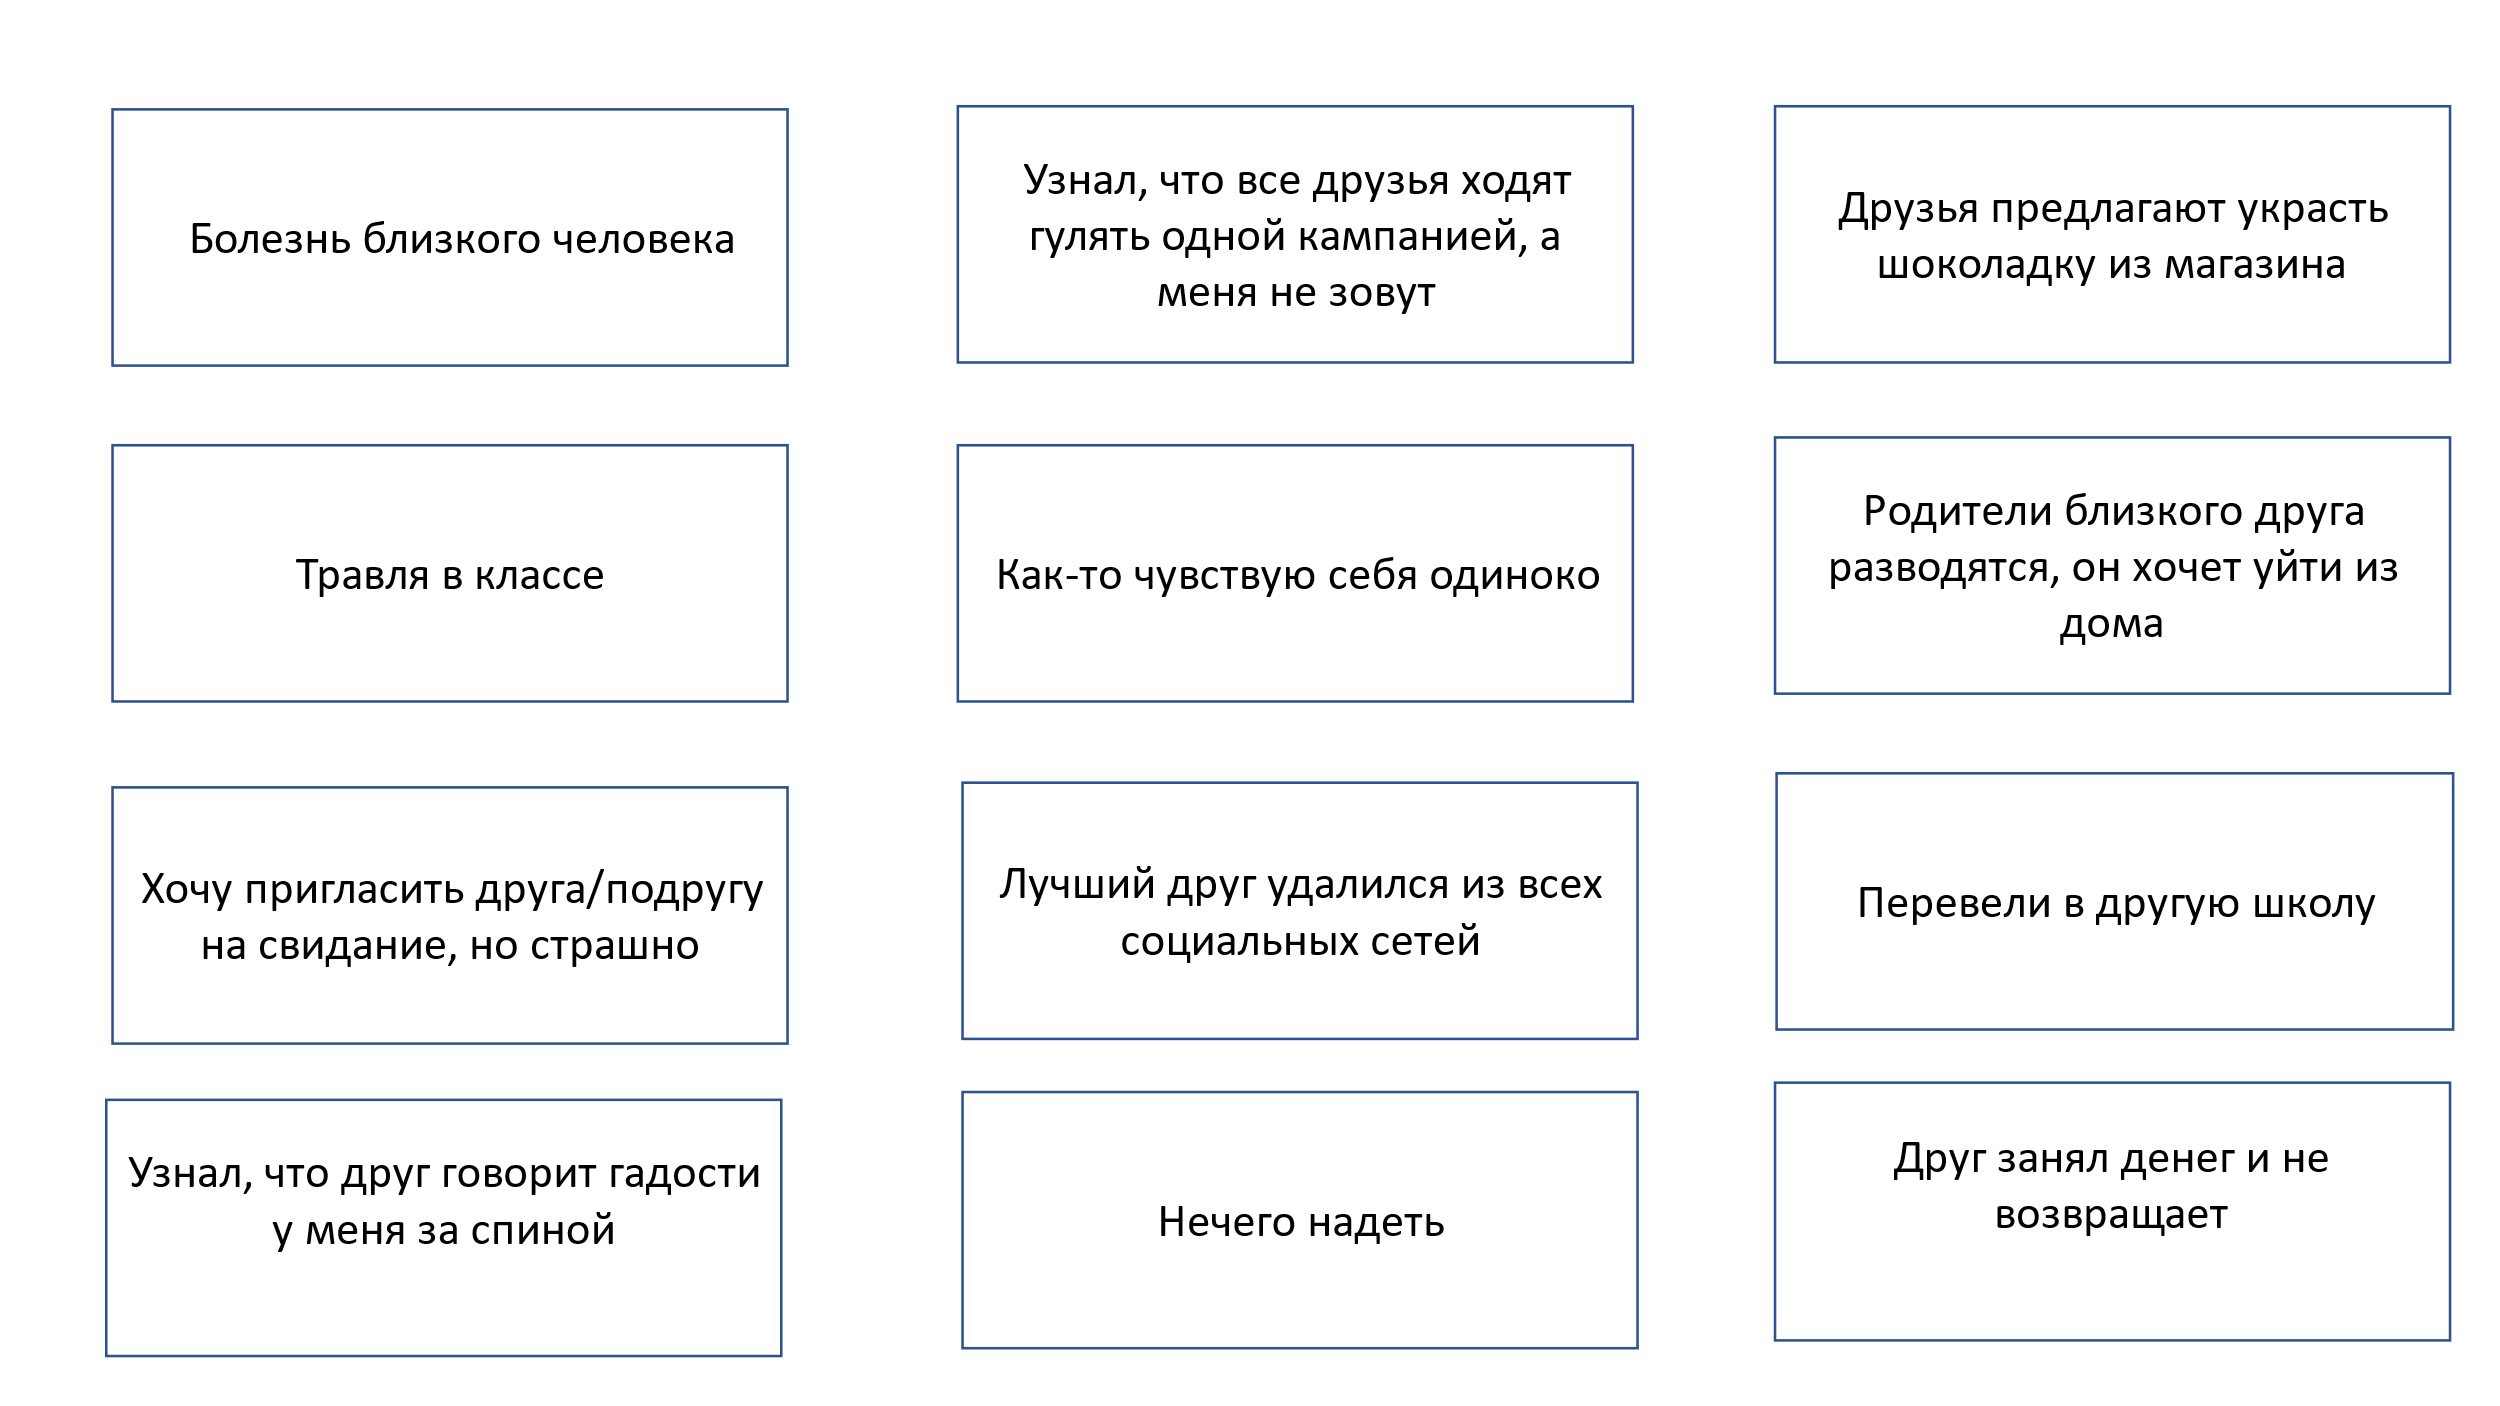 Болезнь близкого человека
Узнал, что все друзья ходят
гулять одной кампанией, а
меня не зовут
Друзья предлагают украсть
шоколадку из магазина
Травля в классе
Как-то чувствую себя одиноко
Родители близкого друга
разводятся, он хочет уйти из
дома
Хочу пригласить друга/подругу
на свидание, но страшно
Лучший друг удалился из всех
социальных сетей
Перевели в другую школу
Узнал, что друг говорит гадости
у меня за спиной
Нечего надеть
Друг занял денег и не
возвращает